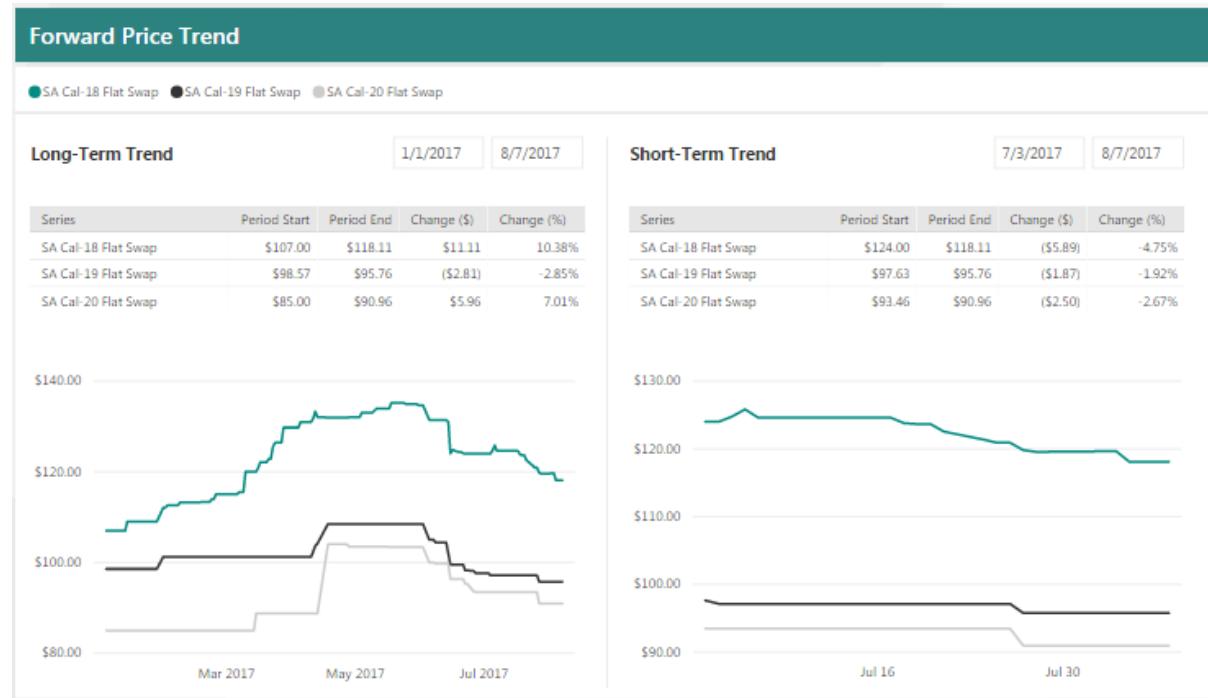 Forward Price Trend
SA Cal-18 Flat Swap SA Cal-19 Flat Swap SA Cal-20 Flat Swap
Long-Term Trend 1/1/2017 8/7/2017
Series Period Start Period End Change ($) Change (%)
SA Cal-18 Flat Swap $107.00 $118.11 $11.11 10.38%
SA Cal-19 Flat Swap $98.57 $95.76 ($2.81) -2.85%
SA Cal-20 Flat Swap $85.00 $90.96 $5.96 7.01%
$140.00
$120.00
$100.00
$80.00
Mar 2017 May 2017 Jul 2017
Short-Term Trend 7/3/2017 8/7/2017
Series Period Start Period End Change ($) Change (%)
SA Cal-18 Flat Swap $124.00 $118.11 ($5.89) -4.75%
SA Cal-19 Flat Swap $97.63 $95.76 ($1.87) -1.92%
SA Cal-20 Flat Swap $93.46 $90.96 ($2.50) -2.67%
$130.00
$120.00
$110.00
$100.00
$90.00
Jul 16 Jul 30